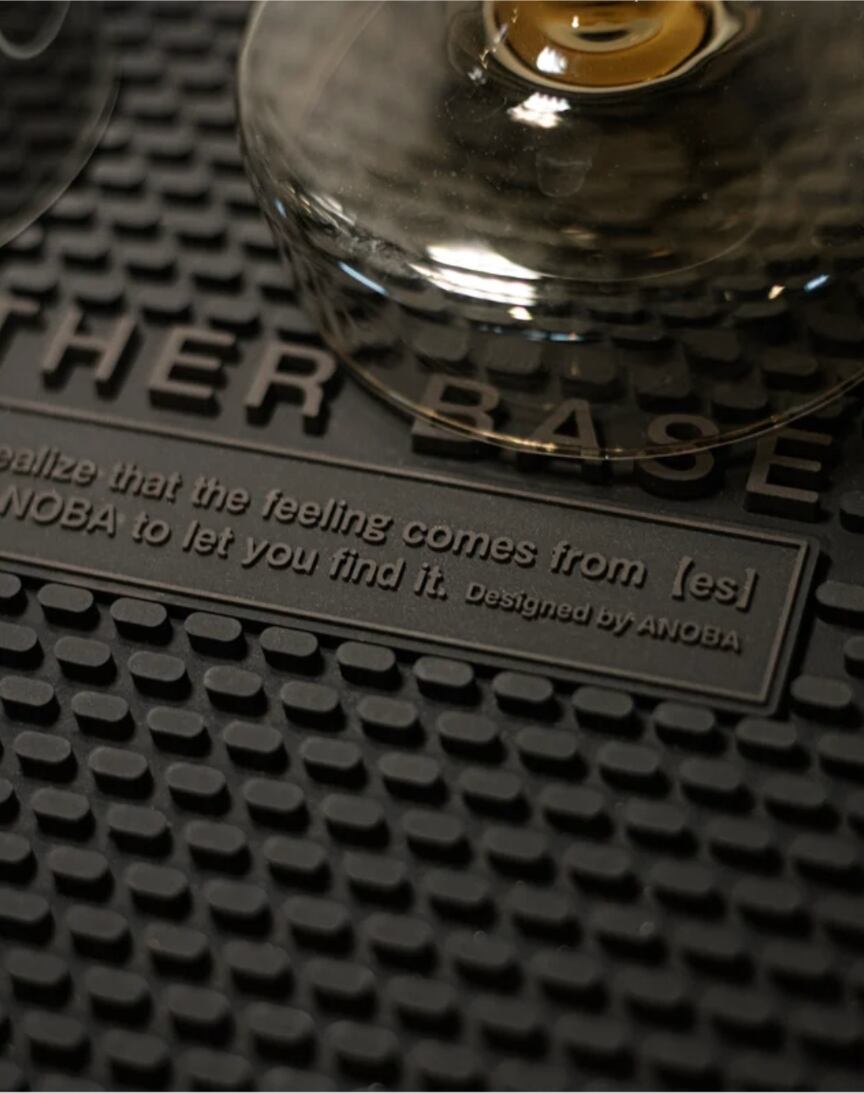 THER BASE
ealize that the feeling comes from [es]
NOBA to let you find it. Designed by ANOBA